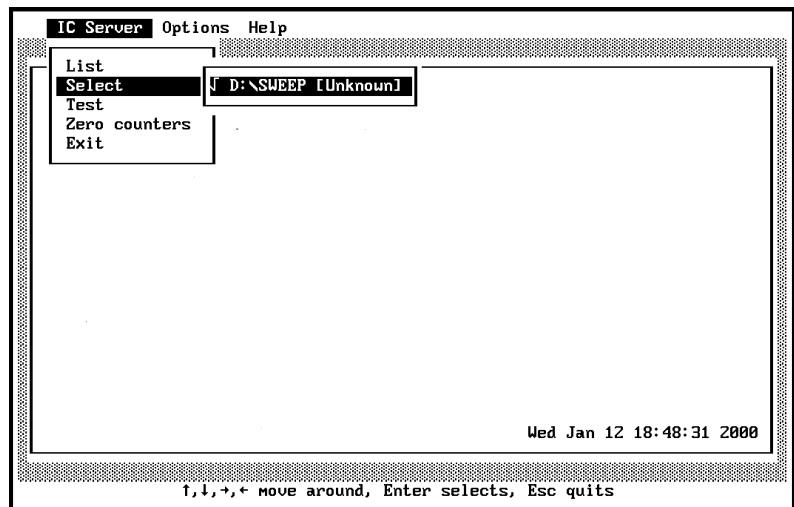 IC Server Options Help
List
Select
√ D:\SWEEP [Unknown]
Test
Zero counters
Exit
Wed Jan 12 18:48:31 2000
↑,↓,→,← move around, Enter selects, Esc quits